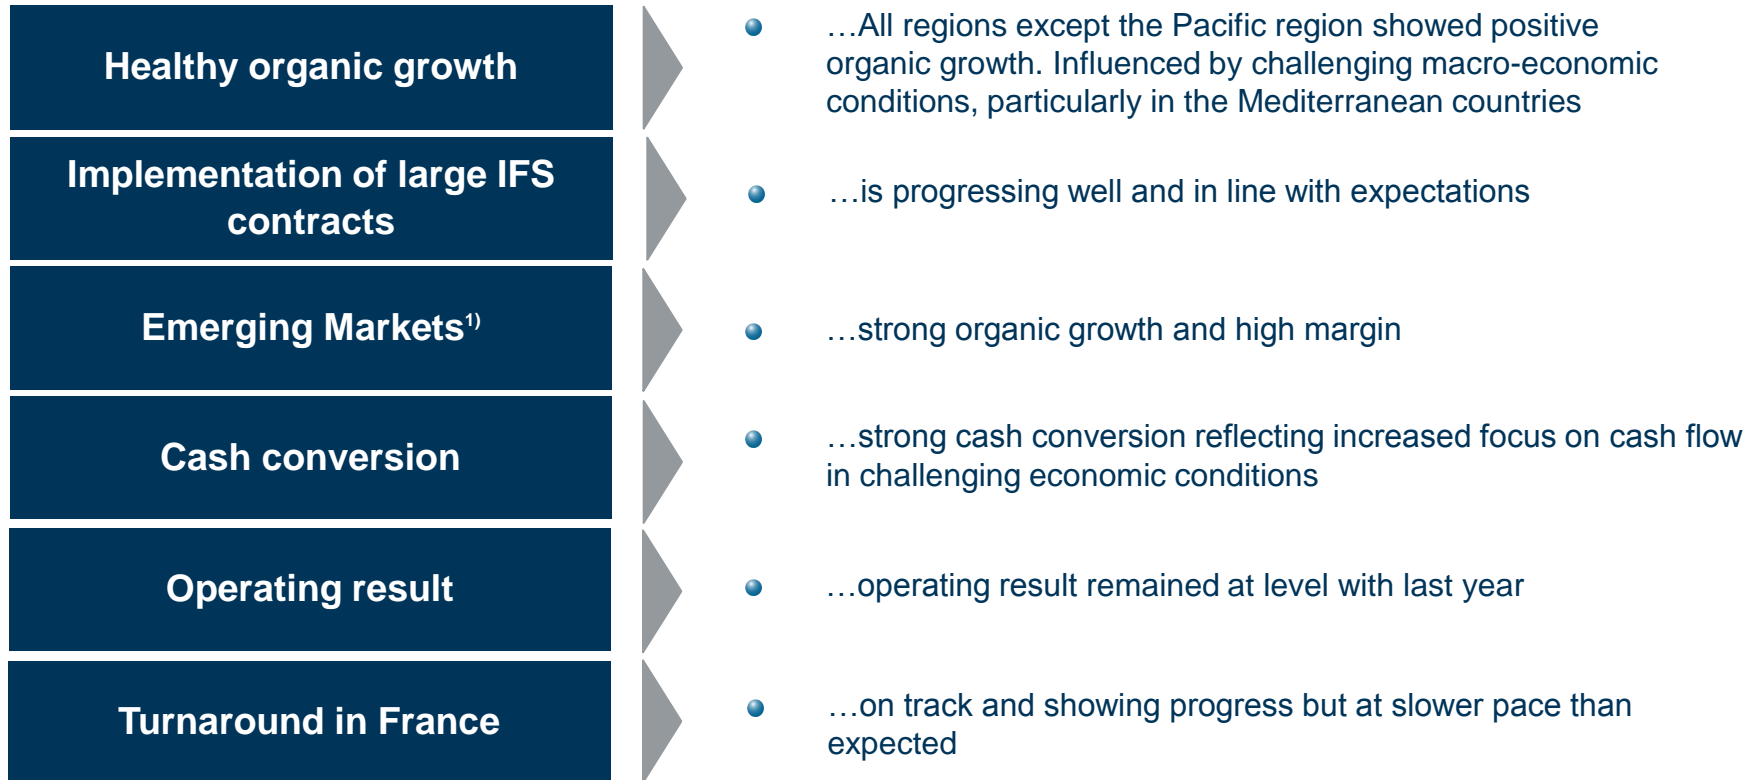 Healthy organic growth
…All regions except the Pacific region showed positive
organic growth. Influenced by challenging macro-economic
conditions, particularly in the Mediterranean countries
Implementation of large IFS
contracts
…is progressing well and in line with expectations
Emerging Markets1)
…strong organic growth and high margin
Cash conversion
…strong cash conversion reflecting increased focus on cash flow
in challenging economic conditions
Operating result
…operating result remained at level with last year
Turnaround in France
…on track and showing progress but at slower pace than
expected